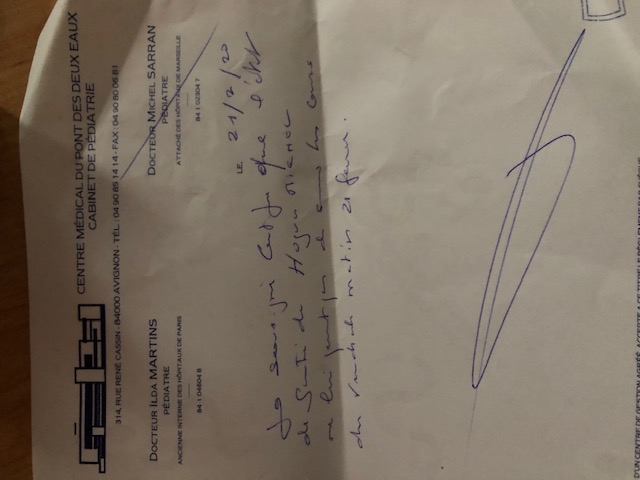 CENTRE MÉDICAL DU PONT DES DEUX EAUX
CABINET DE PÉDIATRIE
314, RUE RENÉ CASSIN - 84000 AVIGNON - TÉL : 04 90 85 14 14 - FAX : 04 90 80 06 81
DOCTEUR ILDA MARTINS
PÉDIATRE
ANCIENNE INTERNE DES HÔPITAUX DE PARIS
84 1 04804 8
DOCTEUR MICHEL SARRAN
PÉDIATRE
ATTACHÉ DES HÔPITAUX DE MARSEILLE
84 1 02304 7
LE, 21/2/20
Je soussigné certifie que l'état
de santé de Hugon
ne lui permet pas de suivre les cours
du vendredi matin 21 février.
D'UN CENTRE DE GESTION AGRÉÉ, ACCEPTE A CE TITRE LE RÈGLEMENT PAR CHÈQUE